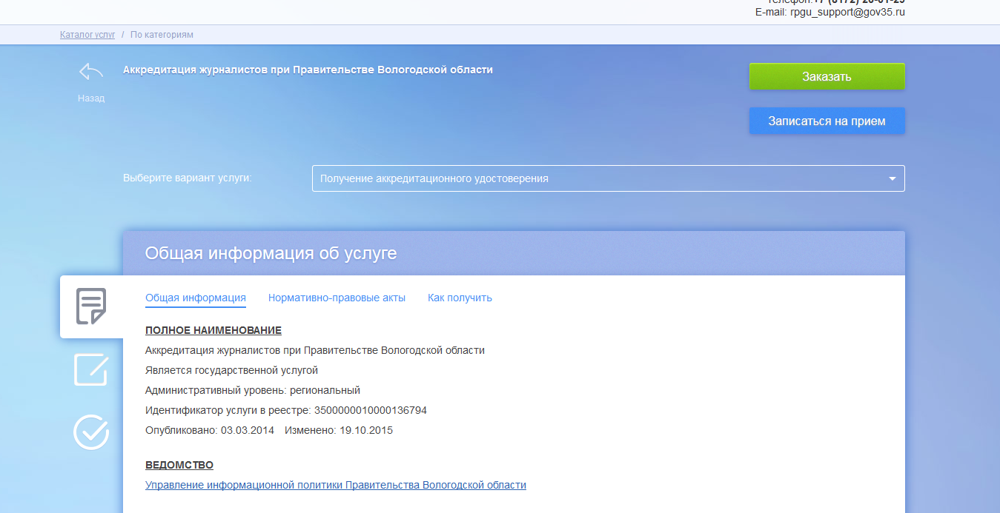 E-mail: rpgu_support@gov35.ru
Каталог услуг / По категориям
Назад
Аккредитация журналистов при Правительстве Вологодской области
Заказать
Записаться на прием
Выберите вариант услуги:
Получение аккредитационного удостоверения
Общая информация об услуге
Общая информация Нормативно-правовые акты Как получить
ПОЛНОЕ НАИМЕНОВАНИЕ
Аккредитация журналистов при Правительстве Вологодской области
Является государственной услугой
Административный уровень: региональный
Идентификатор услуги в реестре: 3500000010000136794
Опубликовано: 03.03.2014 Изменено: 19.10.2015
ВЕДОМСТВО
Управление информационной политики Правительства Вологодской области